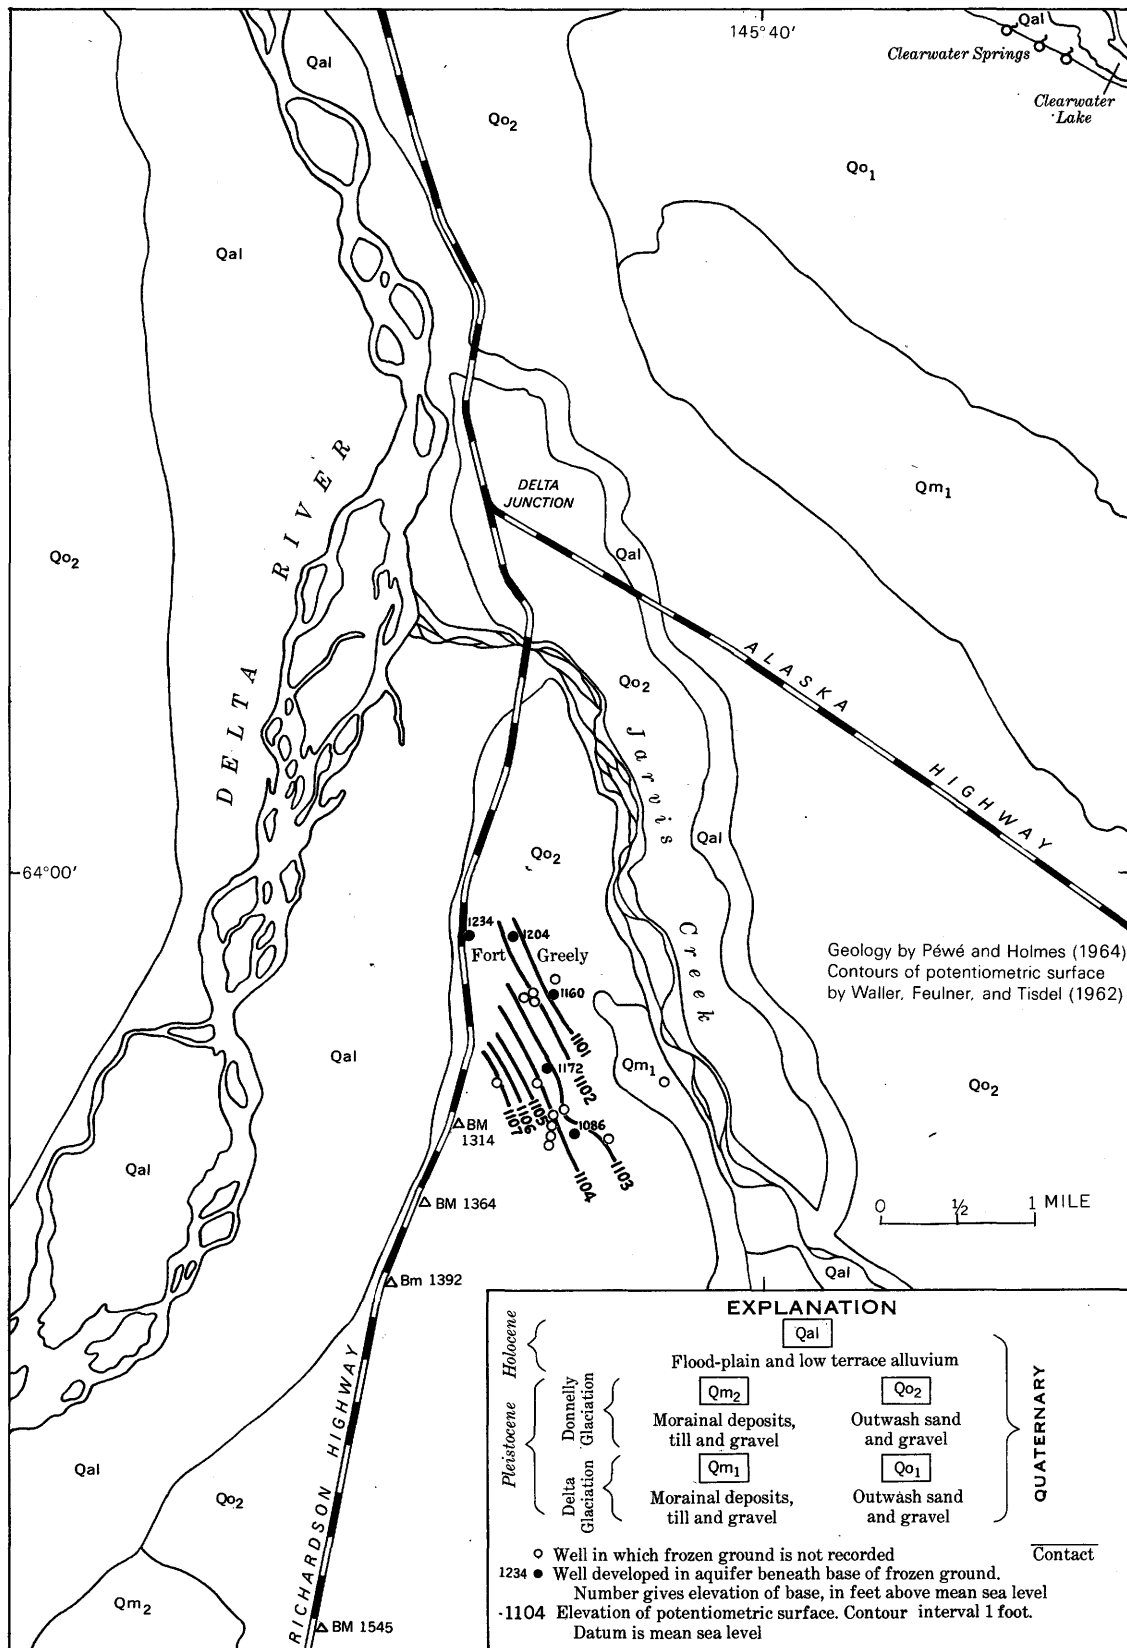 145°40'
Qal
Clearwater Springs
Clearwater
Lake
Qal
Qo2
Qo1
Qal
Qm1
DELTA RIVER
DELTA
JUNCTION
Qal
Qo2
ALASKA HIGHWAY
Qo2
Jarvis Creek
Qal
64°00'
Qo2
1234
1204
Fort Greely
1160
Geology by Péwé and Holmes (1964)
Contours of potentiometric surface
by Waller, Feulner, and Tisdel (1962)
1101
Qal
1172
1102
Qm1
Qo2
1105
1106
1107
1086
BM
1314
1104
1103
Qal
BM 1364
0 ½ 1 MILE
Bm 1392
Qal
RICHARDSON HIGHWAY
Qal
Qo2
Qm2
BM 1545
EXPLANATION
Holocene
Qal
Flood-plain and low terrace alluvium
Pleistocene
Donnelly
Glaciation
Qm2 Qo2
Morainal deposits, Outwash sand
till and gravel and gravel
Delta
Glaciation
Qm1 Qo1
Morainal deposits, Outwash sand
till and gravel and gravel
QUATERNARY
Well in which frozen ground is not recorded
Contact
1234 Well developed in aquifer beneath base of frozen ground.
Number gives elevation of base, in feet above mean sea level
-1104 Elevation of potentiometric surface. Contour interval 1 foot.
Datum is mean sea level